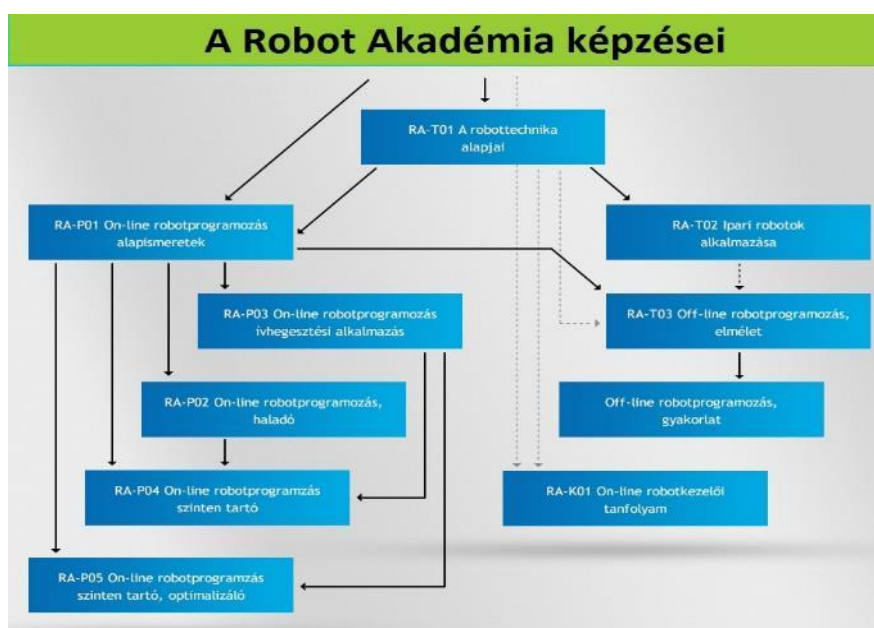 A Robot Akadémia képzései
RA-T01 A robottechnika
alapjai
RA-P01 On-line robotprogramozás
alapismeretek
RA-T02 Ipari robotok
alkalmazása
RA-P03 On-line robotprogramozás
ívhegesztési alkalmazás
RA-T03 Off-line robotprogramozás,
elmélet
RA-P02 On-line robotprogramozás,
haladó
Off-line robotprogramozás,
gyakorlat
RA-P04 On-line robotprogramzás
szinten tartó
RA-K01 On-line robotkezelői
tanfolyam
RA-P05 On-line robotprogramzás
szinten tartó, optimalizáló